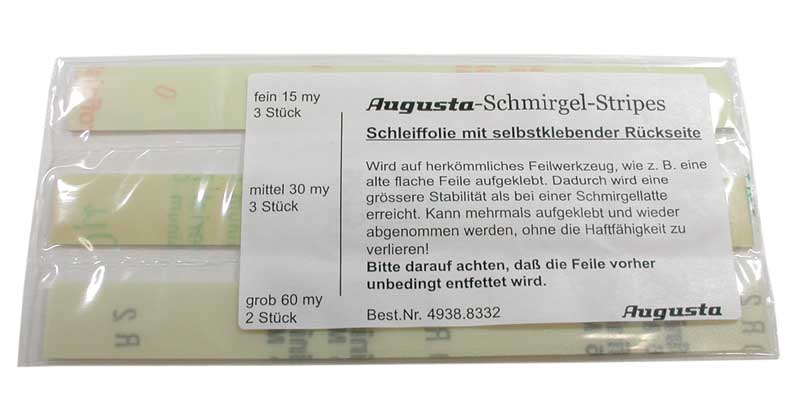 fein 15 my
3 Stück
mittel 30 my
3 Stück
grob 60 my
2 Stück
Augusta-Schmirgel-Stripes
Schleiffolie mit selbstklebender Rückseite
Wird auf herkömmliches Feilwerkzeug, wie z. B. eine
alte flache Feile aufgeklebt. Dadurch wird eine
grössere Stabilität als bei einer Schmirgellatte
erreicht. Kann mehrmals aufgeklebt und wieder
abgenommen werden, ohne die Haftfähigkeit zu
verlieren!
Bitte darauf achten, daß die Feile vorher
unbedingt entfettet wird.
Best.Nr. 4938.8332
Augusta